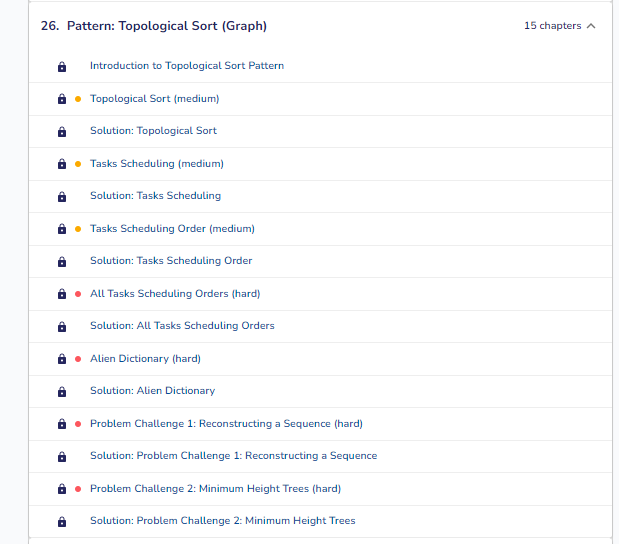 26. Pattern: Topological Sort (Graph) 15 chapters
Introduction to Topological Sort Pattern
Topological Sort (medium)
Solution: Topological Sort
Tasks Scheduling (medium)
Solution: Tasks Scheduling
Tasks Scheduling Order (medium)
Solution: Tasks Scheduling Order
All Tasks Scheduling Orders (hard)
Solution: All Tasks Scheduling Orders
Alien Dictionary (hard)
Solution: Alien Dictionary
Problem Challenge 1: Reconstructing a Sequence (hard)
Solution: Problem Challenge 1: Reconstructing a Sequence
Problem Challenge 2: Minimum Height Trees (hard)
Solution: Problem Challenge 2: Minimum Height Trees